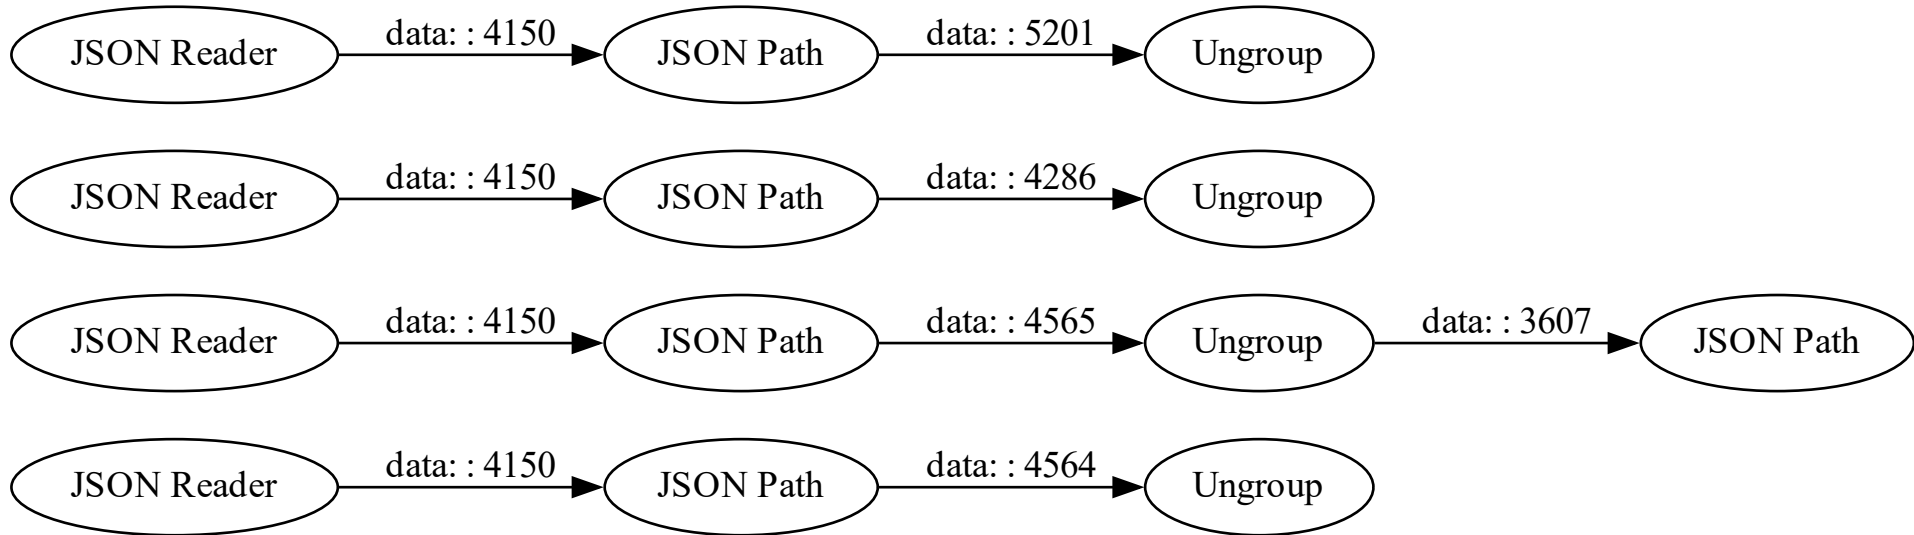 JSON Reader data: : 4150 JSON Path data: : 5201 Ungroup
JSON Reader data: : 4150 JSON Path data: : 4286 Ungroup
JSON Reader data: : 4150 JSON Path data: : 4565 Ungroup data: : 3607 JSON Path
JSON Reader data: : 4150 JSON Path data: : 4564 Ungroup